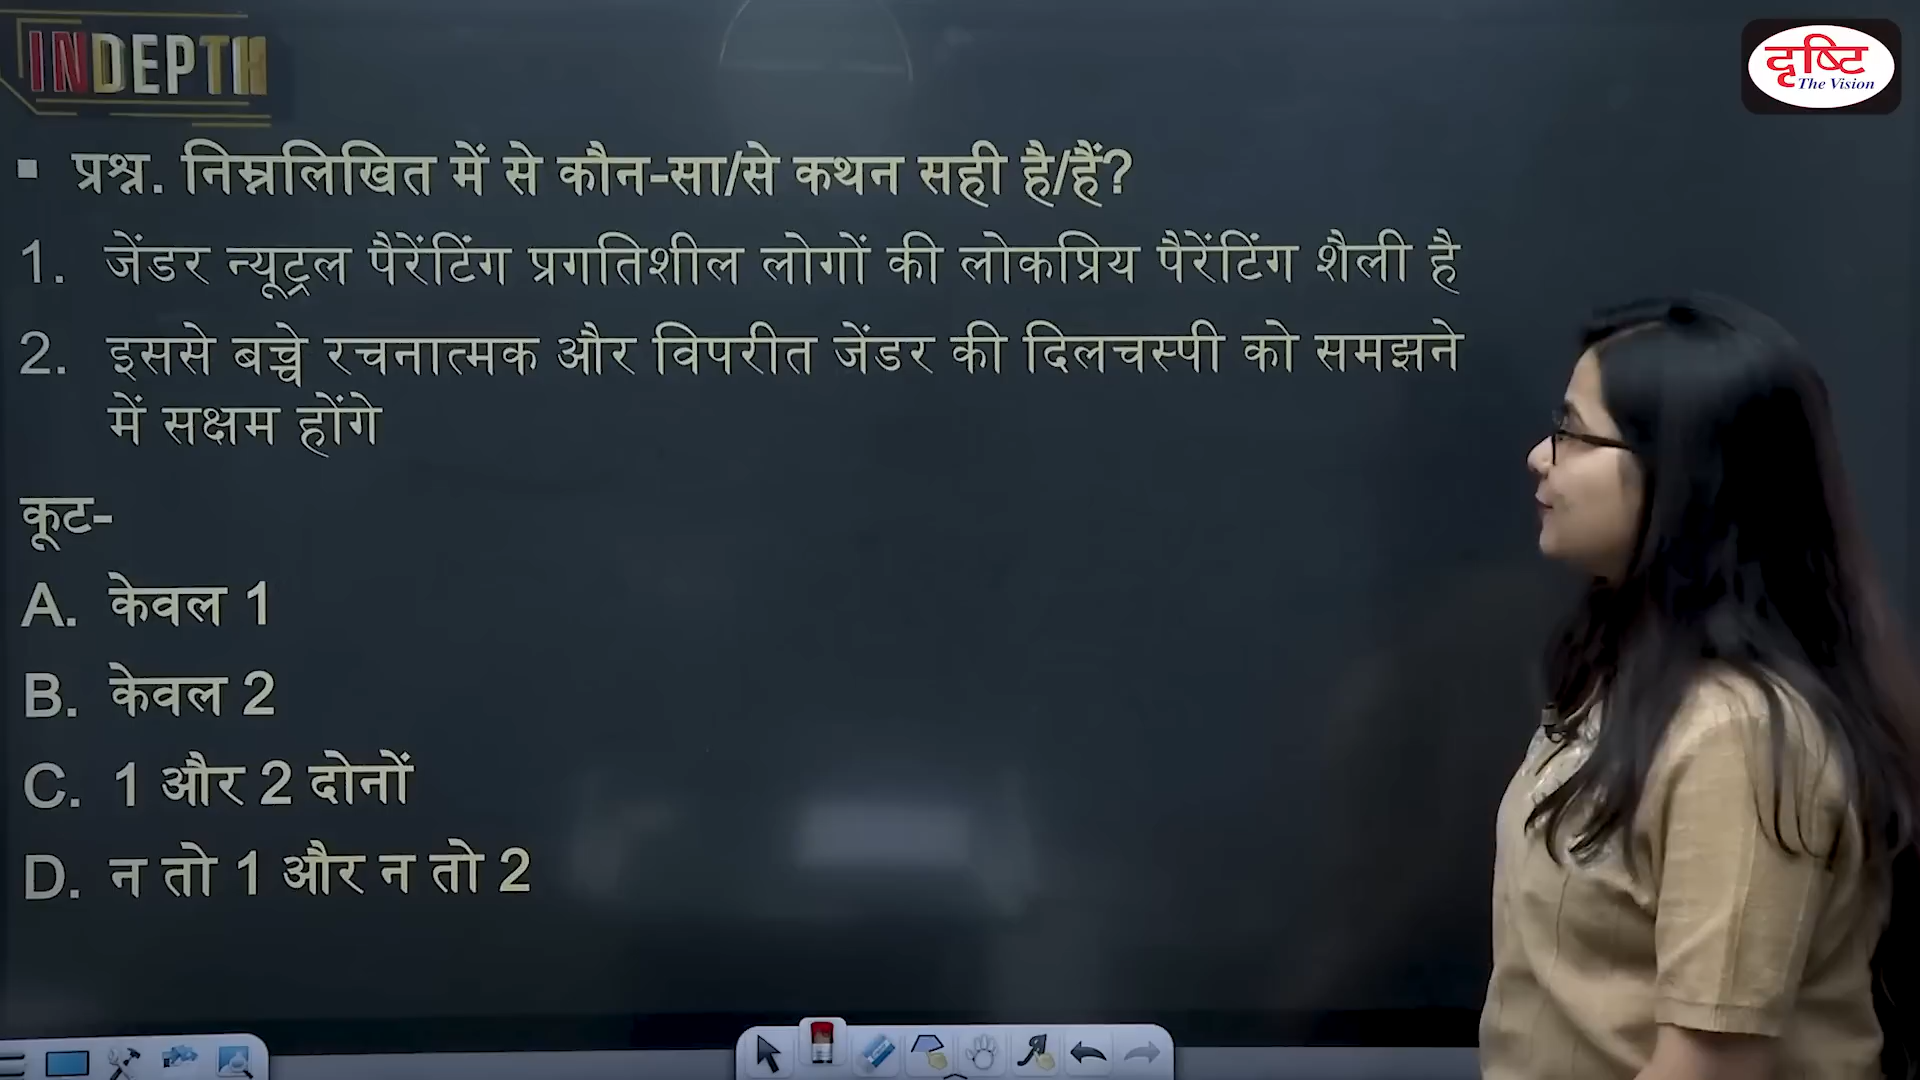 INDEPTH
दृष्टि
The Vision
▪ प्रश्न. निम्नलिखित में से कौन-सा/से कथन सही है/हैं?
1. जेंडर न्यूट्रल पैरेंटिंग प्रगतिशील लोगों की लोकप्रिय पैरेंटिंग शैली है
2. इससे बच्चे रचनात्मक और विपरीत जेंडर की दिलचस्पी को समझने
में सक्षम होंगे
कूट-
A. केवल 1
B. केवल 2
C. 1 और 2 दोनों
D. न तो 1 और न तो 2